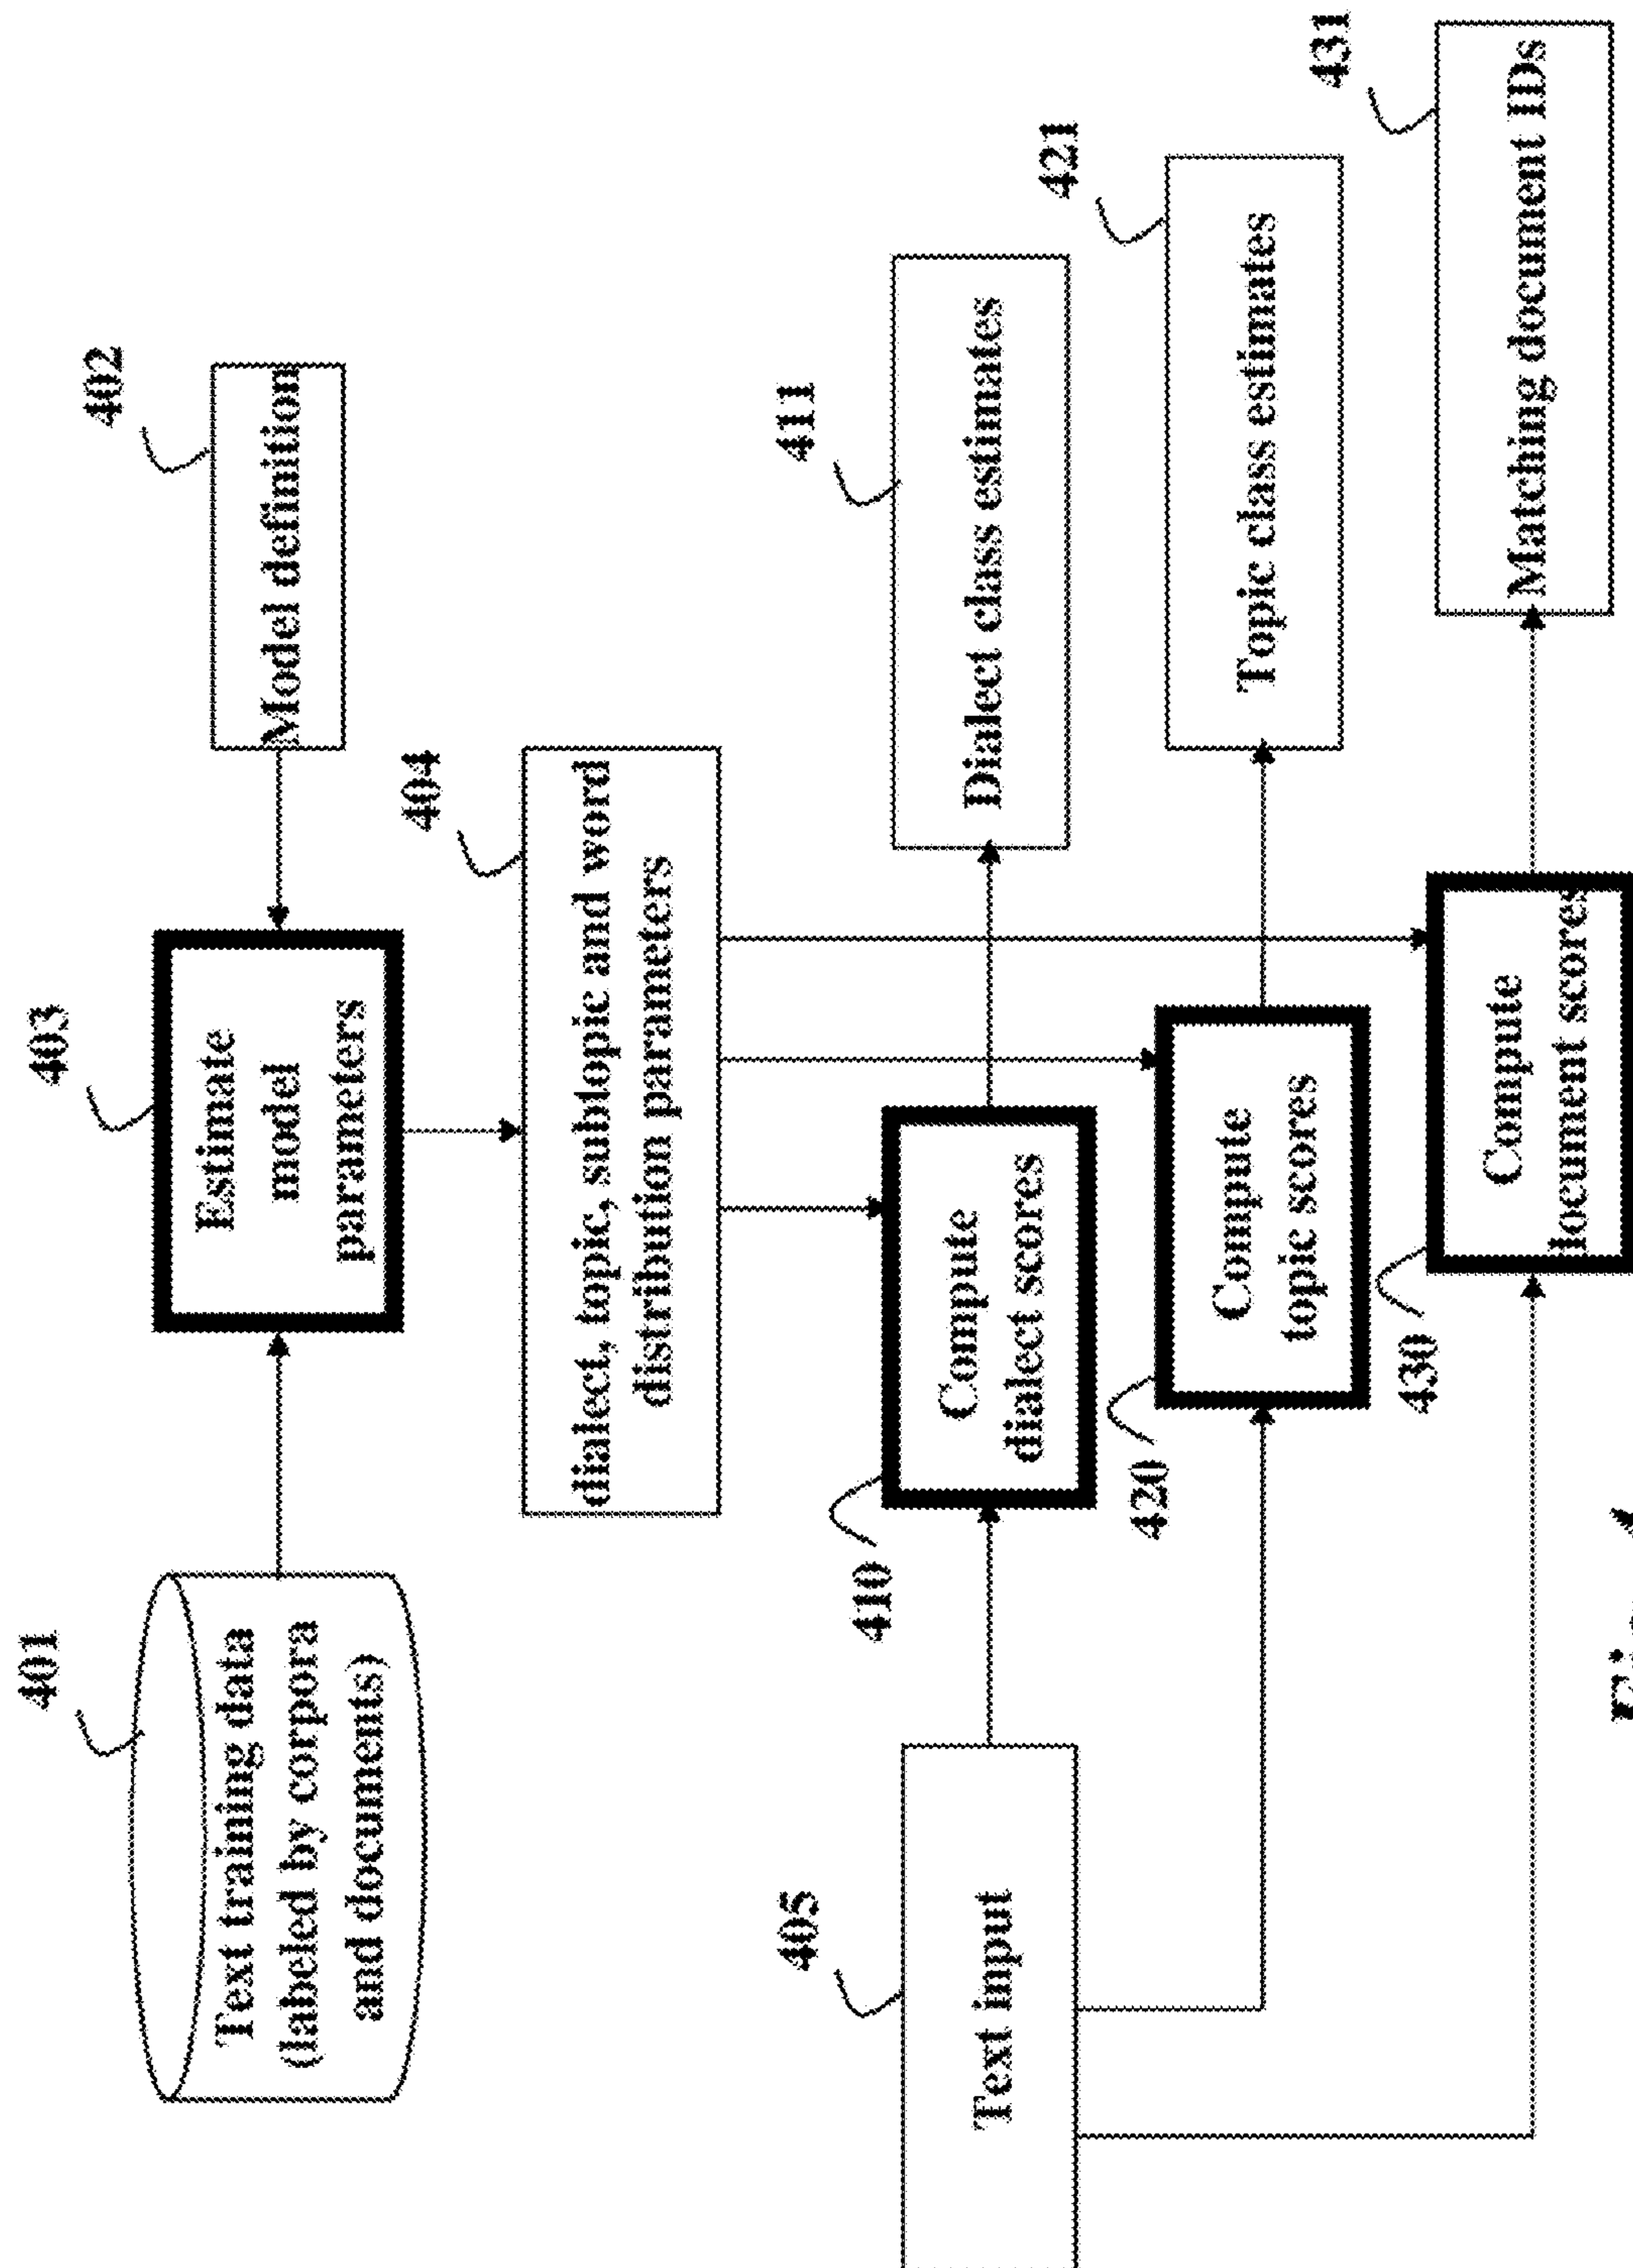 401
Text training data
(labeled by corpora
and documents)
403
Estimate
model
parameters
402
Model definition
404
dialect, topic, subtopic and word
distribution parameters
405
Text input
410
Compute
dialect scores
411
Dialect class estimates
420
Compute
topic scores
421
Topic class estimates
430
Compute
document scores
431
Matching document IDs